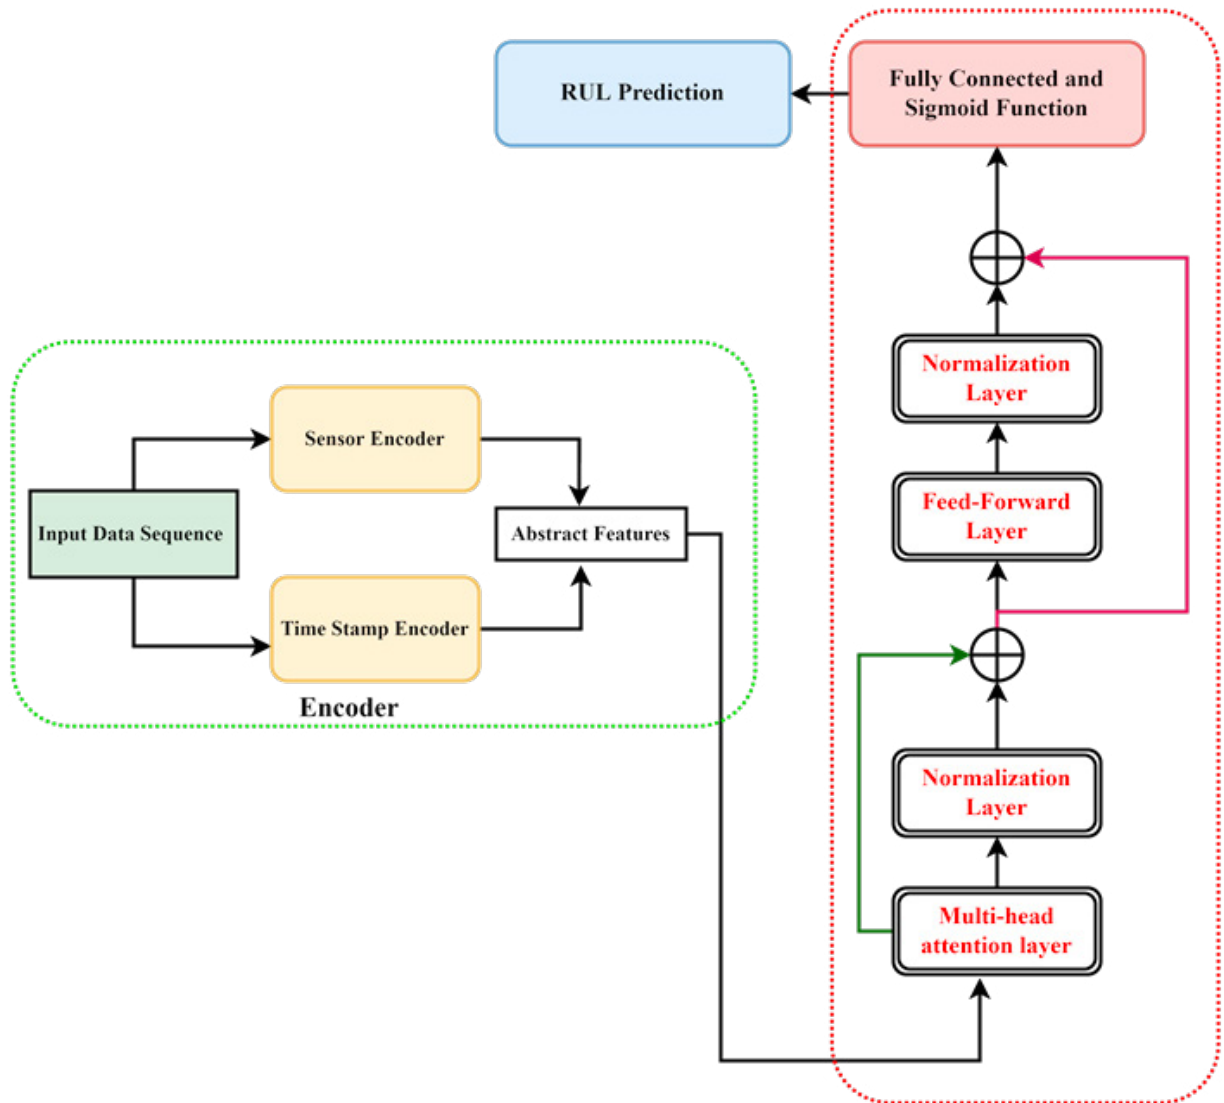 RUL Prediction
Fully Connected and
Sigmoid Function
Normalization
Layer
Sensor Encoder
Feed-Forward
Layer
Input Data Sequence
Abstract Features
Time Stamp Encoder
Encoder
Normalization
Layer
Multi-head
attention layer